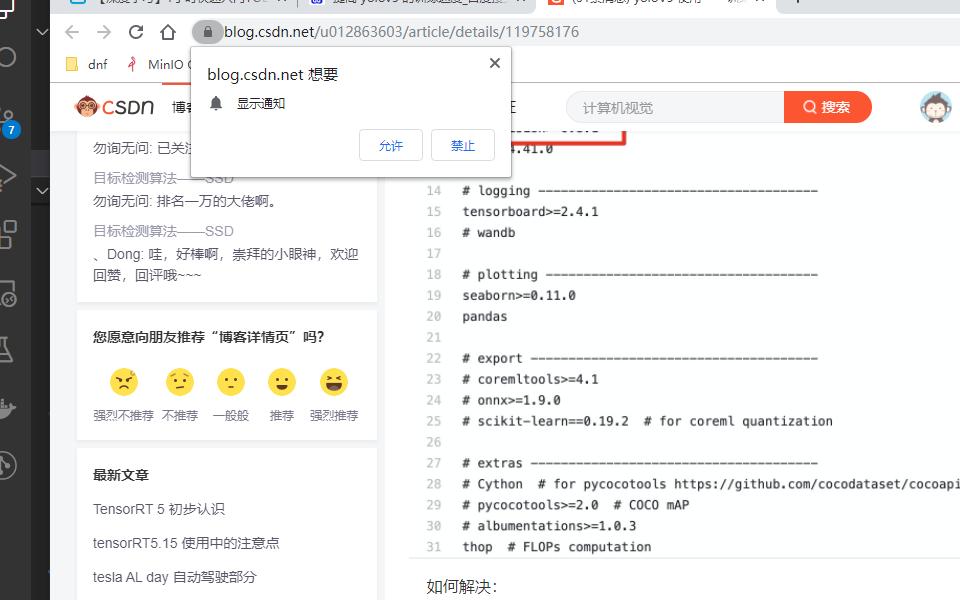 blog.csdn.net/u012863603/article/details/119758176
dnf
MinIO
blog.csdn.net 想要
显示通知
允许
禁止
CSDN
计算机视觉
搜索
勿询无问: 已关注
目标检测算法——SSD
勿询无问: 排名一万的大佬啊。
目标检测算法——SSD
、Dong: 哇，好棒啊，崇拜的小眼神，欢迎
回赞，回评哦~~~
您愿意向朋友推荐“博客详情页”吗？
强烈不推荐
不推荐
一般般
推荐
强烈推荐
最新文章
TensorRT 5 初步认识
tensorRT5.15 使用中的注意点
tesla AL day 自动驾驶部分
7
.41.0
14 # logging -------------------------------------
15 tensorboard>=2.4.1
16 # wandb
17
18 # plotting ------------------------------------
19 seaborn>=0.11.0
20 pandas
21
22 # export --------------------------------------
23 # coremltools>=4.1
24 # onnx>=1.9.0
25 # scikit-learn==0.19.2  # for coreml quantization
26
27 # extras --------------------------------------
28 # Cython  # for pycocotools https://github.com/cocodataset/cocoapi
29 # pycocotools>=2.0  # COCO mAP
30 # albumentations>=1.0.3
31 thop  # FLOPs computation
如何解决：